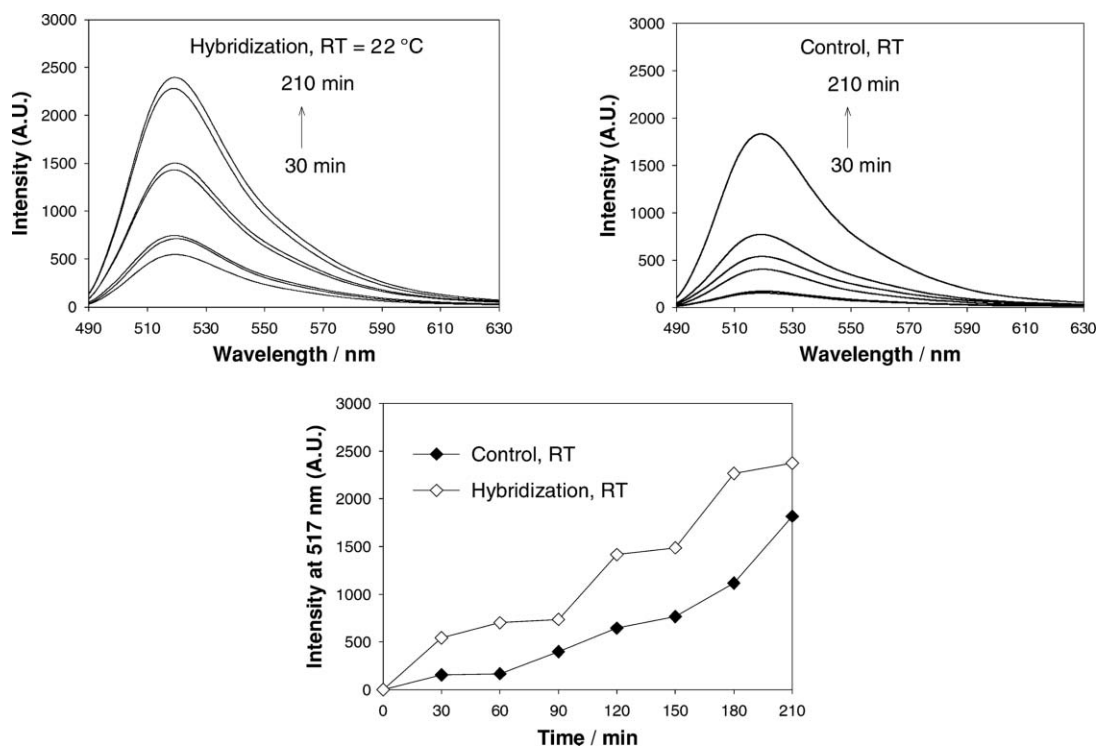 Hybridization, RT = 22 °C
210 min
30 min
Intensity (A.U.)
3000
2500
2000
1500
1000
500
0
490 510 530 550 570 590 610 630
Wavelength / nm
Control, RT
210 min
30 min
Intensity (A.U.)
3000
2500
2000
1500
1000
500
0
490 510 530 550 570 590 610 630
Wavelength / nm
Intensity at 517 nm (A.U.)
3000
2500
2000
1500
1000
500
0
Control, RT
Hybridization, RT
0 30 60 90 120 150 180 210
Time / min